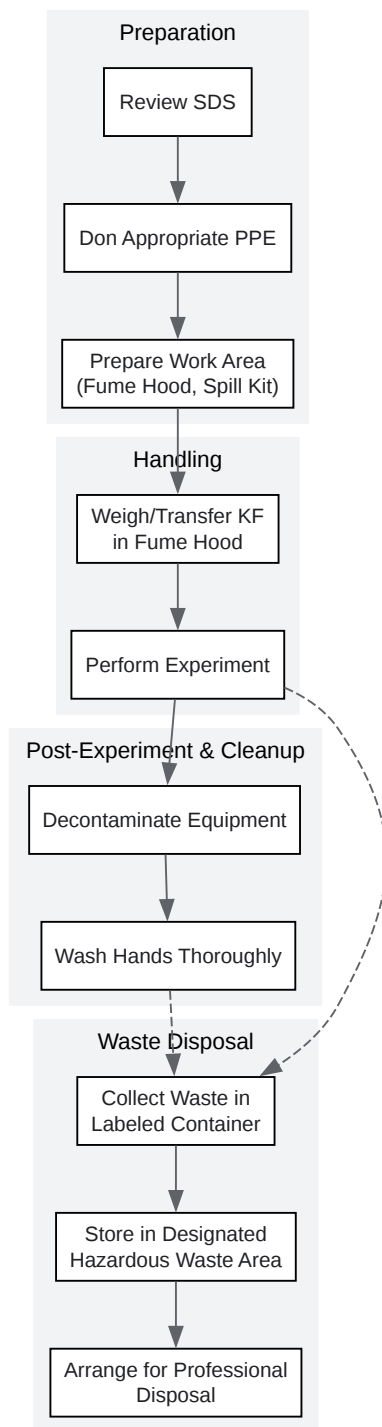 Preparation
Review SDS
Don Appropriate PPE
Prepare Work Area
(Fume Hood, Spill Kit)
Handling
Weigh/Transfer KF
in Fume Hood
Perform Experiment
Post-Experiment & Cleanup
Decontaminate Equipment
Wash Hands Thoroughly
Waste Disposal
Collect Waste in
Labeled Container
Store in Designated
Hazardous Waste Area
Arrange for Professional
Disposal